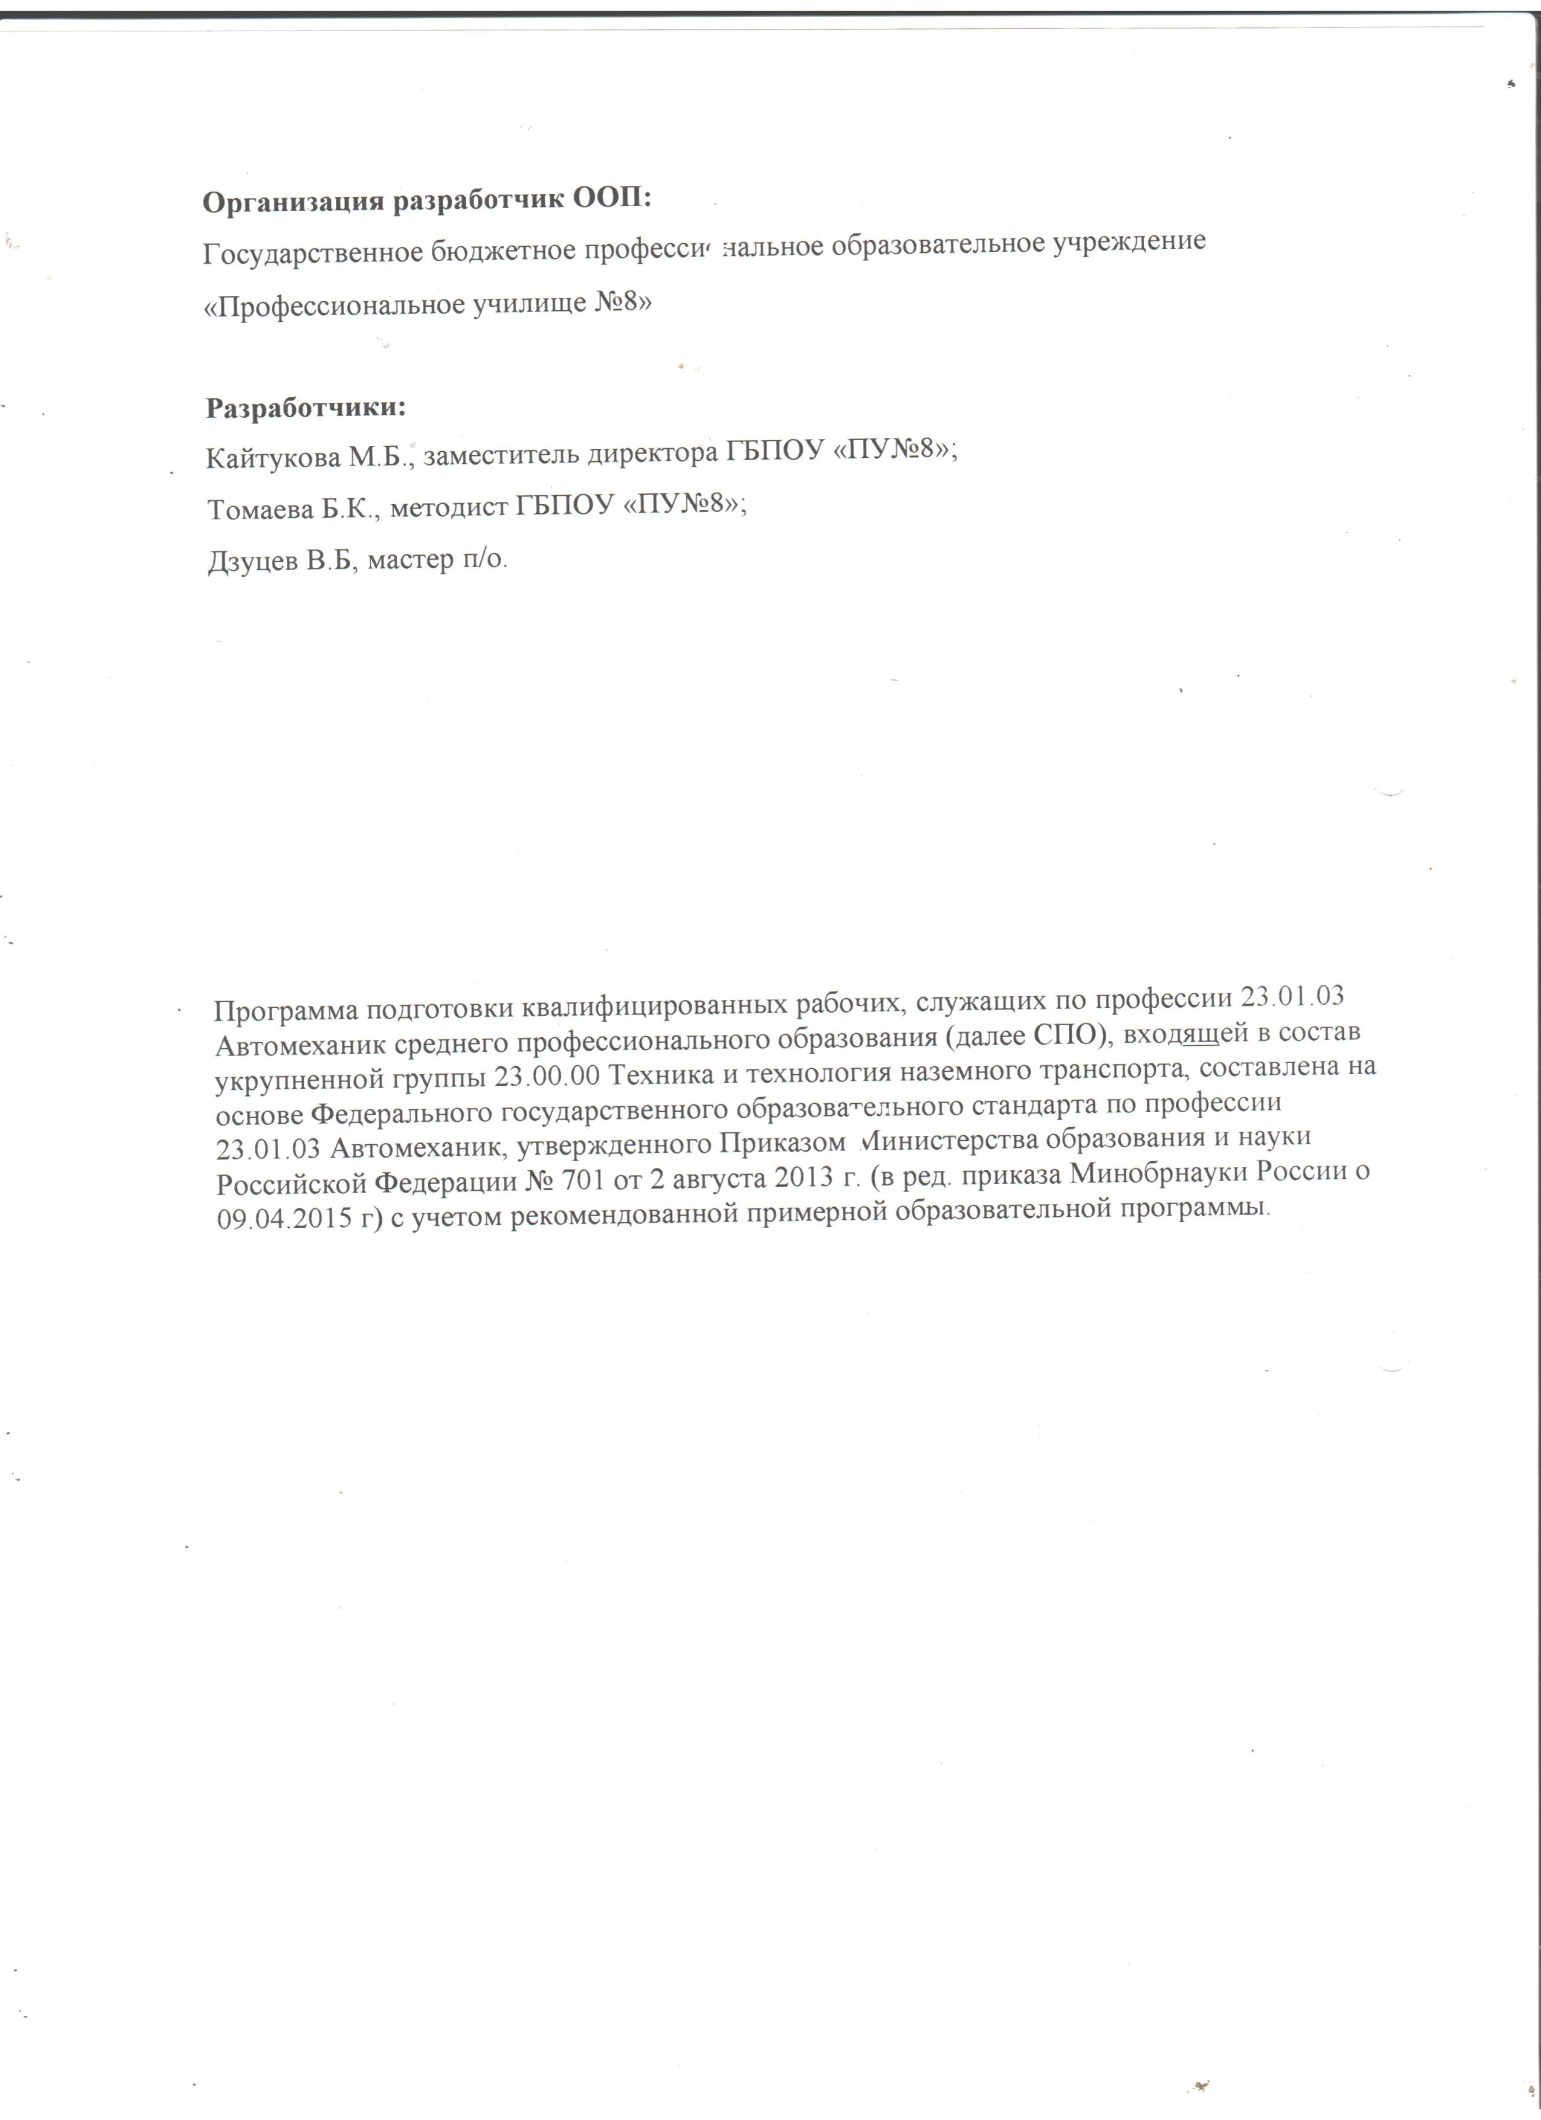 Организация разработчик ООП:
Государственное бюджетное профессиональное образовательное учреждение
«Профессиональное училище №8»
Разработчики:
Кайтукова М.Б., заместитель директора ГБПОУ «ПУ№8»;
Томаева Б.К., методист ГБПОУ «ПУ№8»;
Дзуцев В.Б, мастер п/о.
Программа подготовки квалифицированных рабочих, служащих по профессии 23.01.03
Автомеханик среднего профессионального образования (далее СПО), входящей в состав
укрупненной группы 23.00.00 Техника и технология наземного транспорта, составлена на
основе Федерального государственного образовательного стандарта по профессии
23.01.03 Автомеханик, утвержденного Приказом Министерства образования и науки
Российской Федерации № 701 от 2 августа 2013 г. (в ред. приказа Минобрнауки России о
09.04.2015 г) с учетом рекомендованной примерной образовательной программы.